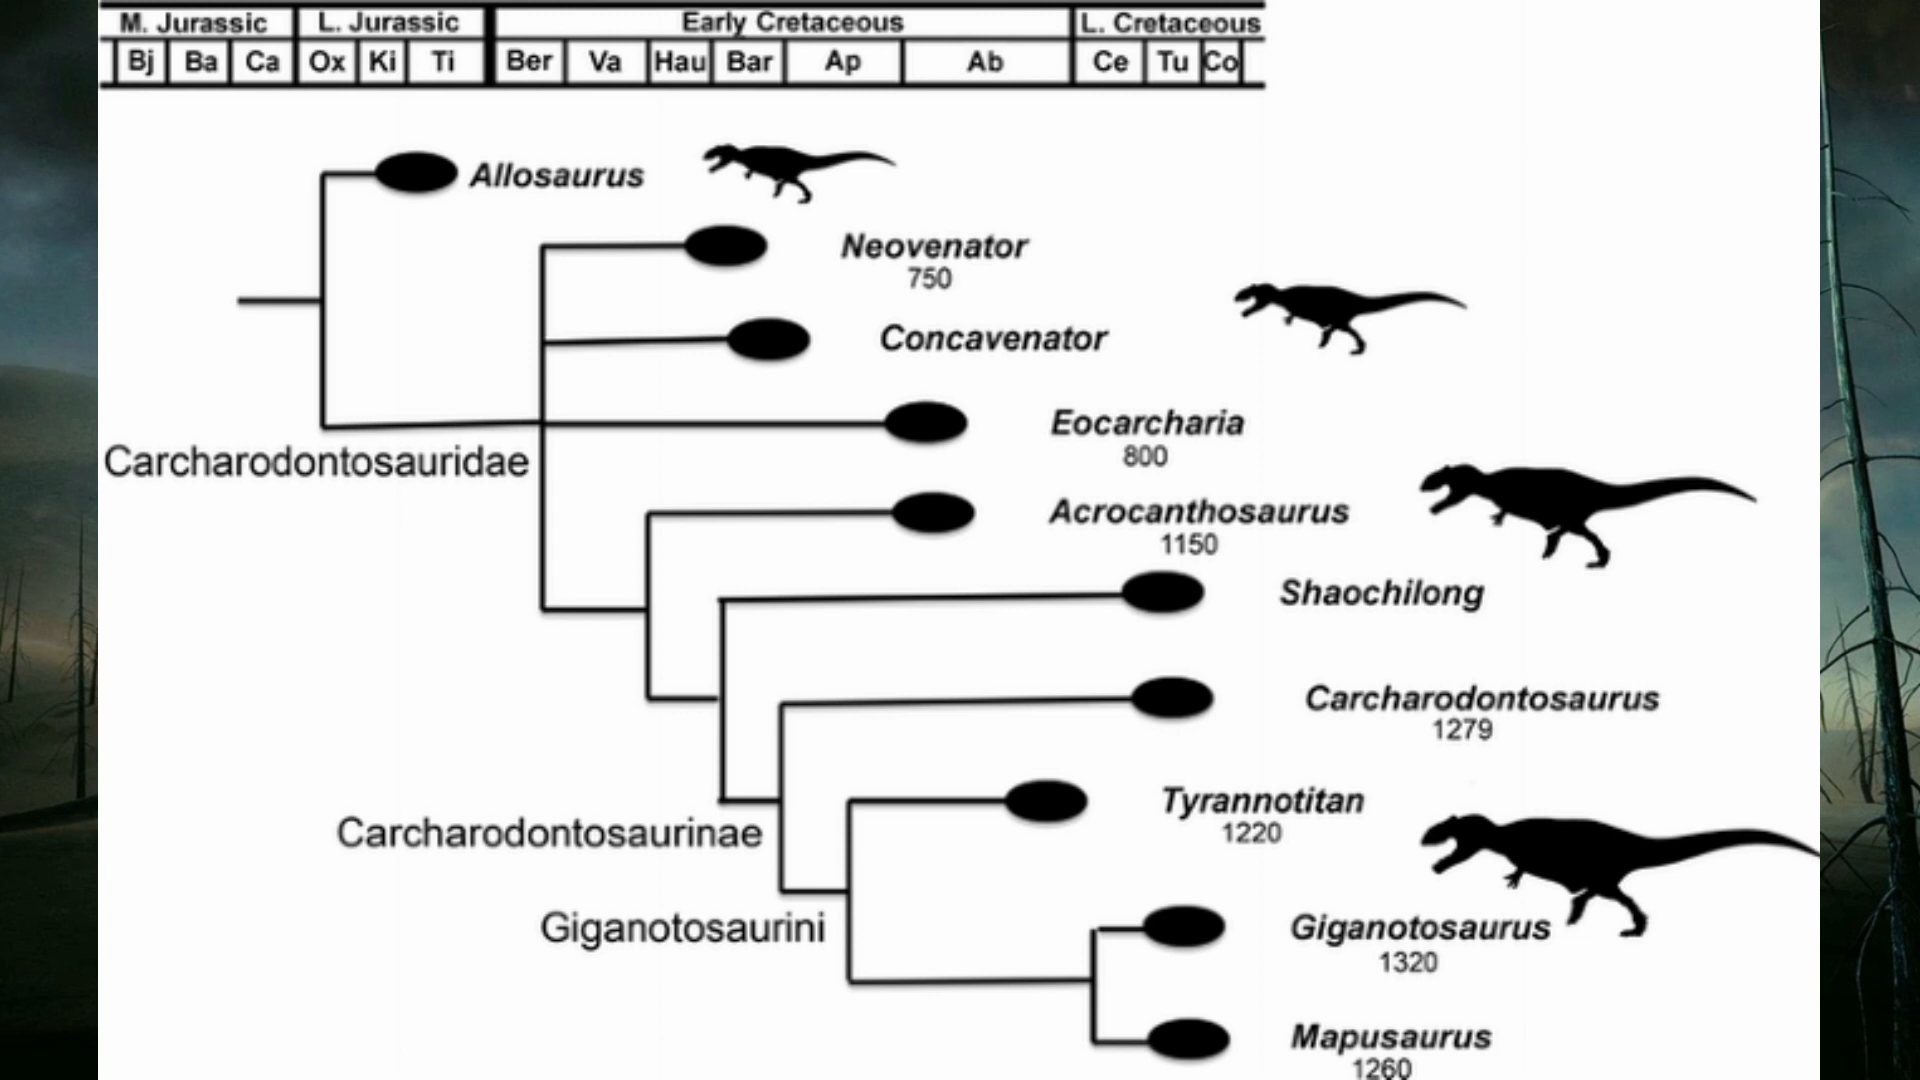 M. Jurassic L. Jurassic Early Cretaceous L. Cretaceous
Bj Ba Ca Ox Ki Ti Ber Va Hau Bar Ap Ab Ce Tu Co
Allosaurus
Neovenator
750
Concavenator
Eocarcharia
800
Carcharodontosauridae
Acrocanthosaurus
1150
Shaochilong
Carcharodontosaurus
1279
Tyrannotitan
1220
Carcharodontosaurinae
Giganotosaurini
Giganotosaurus
1320
Mapusaurus
1260